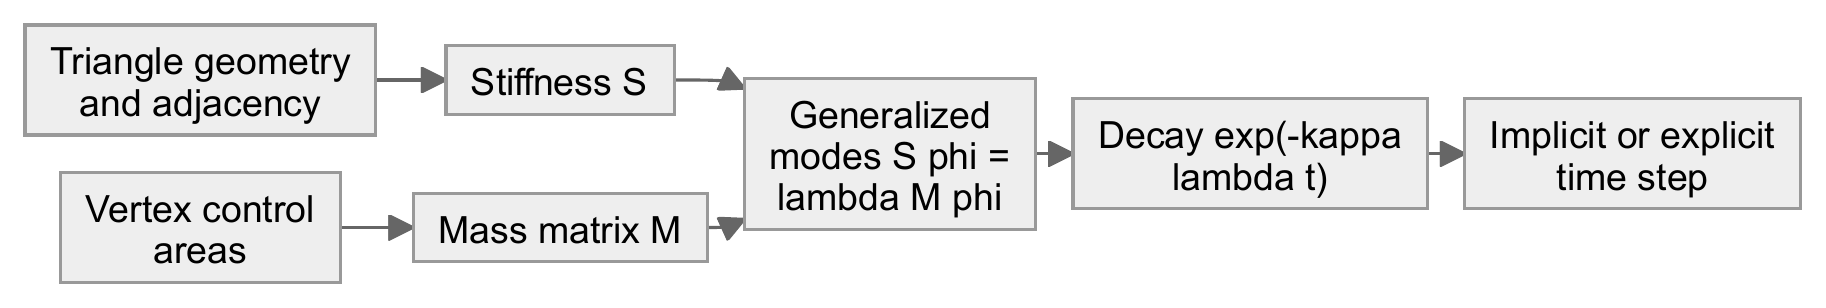 Triangle geometry
and adjacency
Stiffness S
Vertex control
areas
Mass matrix M
Generalized
modes S phi =
lambda M phi
Decay exp(-kappa
lambda t)
Implicit or explicit
time step